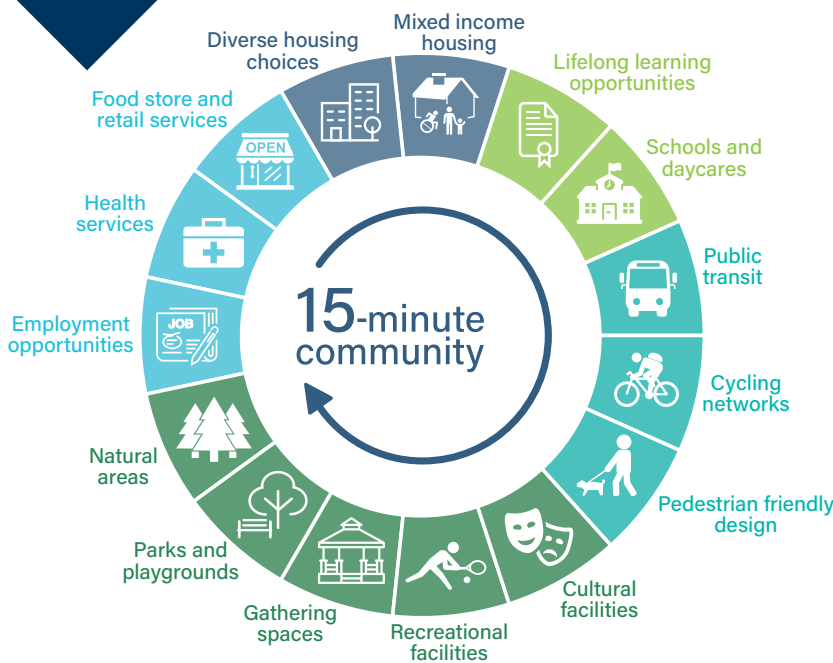 Mixed income
housing
Lifelong learning
opportunities
Schools and
daycares
Public
transit
Cycling
networks
Pedestrian friendly
design
Cultural
facilities
Recreational
facilities
Gathering
spaces
Parks and
playgrounds
Natural
areas
Employment
opportunities
JOB
Health
services
Food store and
retail services
OPEN
Diverse housing
choices
15-minute
community